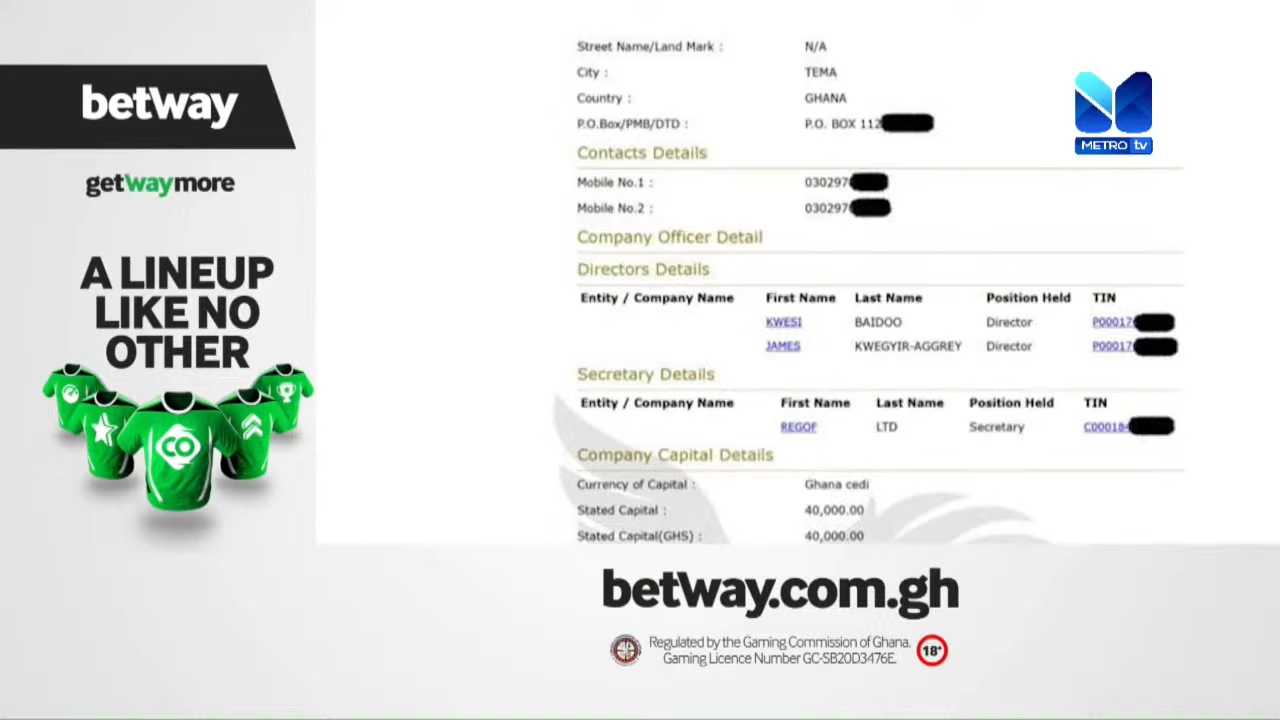 betway
getwaymore
A LINEUP
LIKE NO
OTHER
CO
Street Name/Land Mark : N/A
City : TEMA
Country : GHANA
P.O.Box/PMB/DTD : P.O. BOX 112
Contacts Details
Mobile No.1 : 030297
Mobile No.2 : 030297
Company Officer Detail
Directors Details
Entity / Company Name First Name Last Name Position Held TIN
KWESI BAIDOO Director P00017
JAMES KWEGYIR-AGGREY Director P00017
Secretary Details
Entity / Company Name First Name Last Name Position Held TIN
REGOF LTD Secretary C000184
Company Capital Details
Currency of Capital : Ghana cedi
Stated Capital : 40,000.00
Stated Capital(GHS) : 40,000.00
METRO tv
betway.com.gh
Regulated by the Gaming Commission of Ghana.
Gaming Licence Number GC-SB20D3476E.
18+